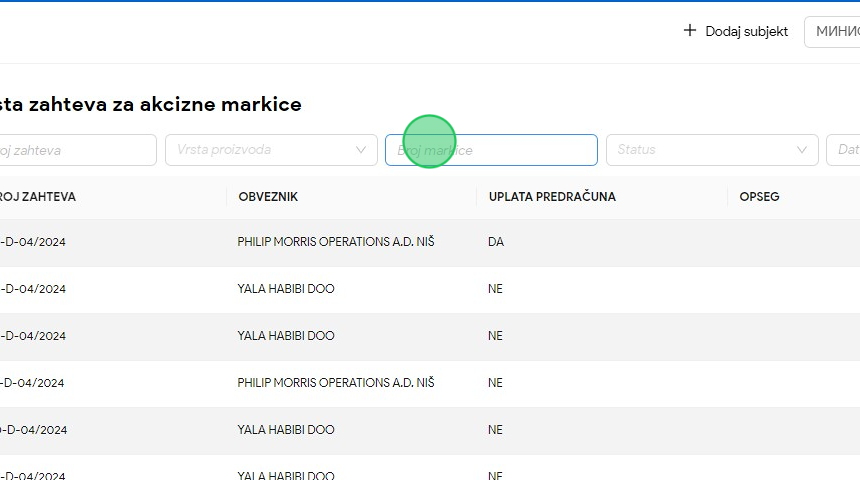 Dodaj subjekt МИНИС
sta zahteva za akcizne markice
oj zahteva Vrsta proizvoda Broj markice Status Dat
ROJ ZAHTEVA OBVEZNIK UPLATA PREDRAČUNA OPSEG
-D-04/2024 PHILIP MORRIS OPERATIONS A.D. NIŠ DA
-D-04/2024 YALA HABIBI DOO NE
-D-04/2024 YALA HABIBI DOO NE
-D-04/2024 PHILIP MORRIS OPERATIONS A.D. NIŠ NE
-D-04/2024 YALA HABIBI DOO NE
-D-04/2024 YALA HABIBI DOO NE